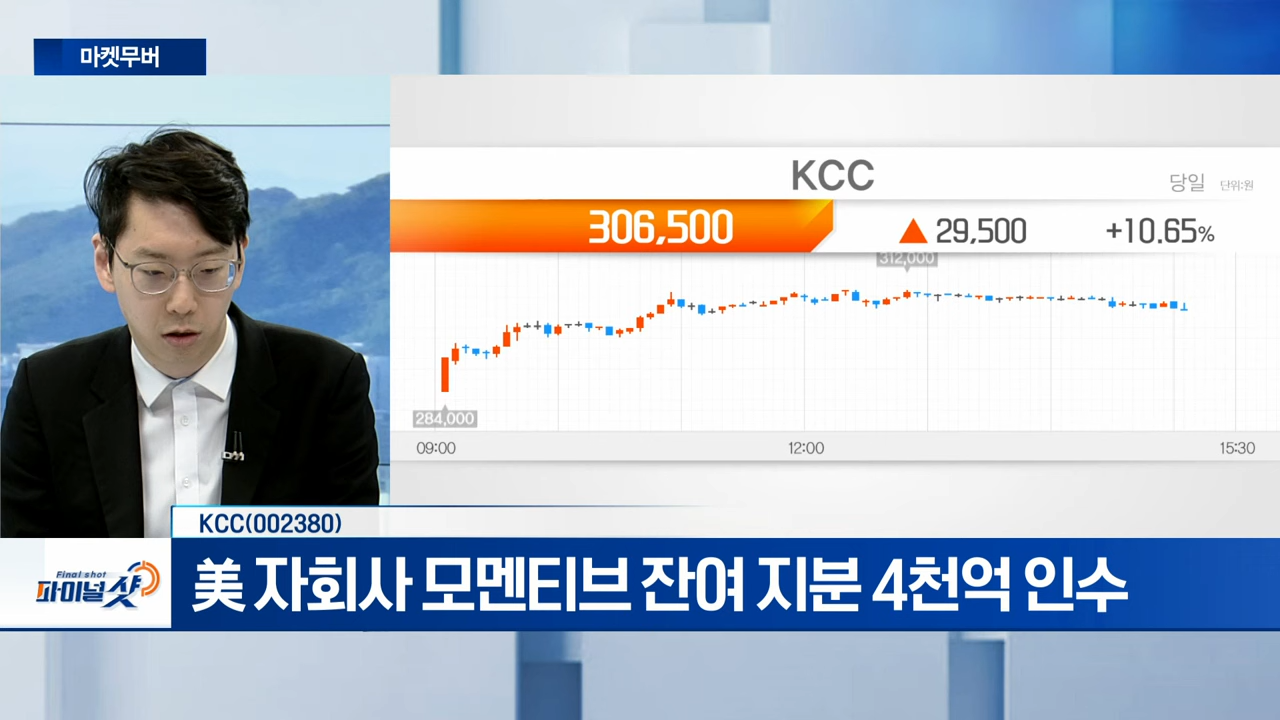 마켓무버
KCC
당일 단위:원
306,500 ▲ 29,500 +10.65%
312,000
284,000
09:00 12:00 15:30
KCC(002380)
Final shot
파이널샷
美 자회사 모멘티브 잔여 지분 4천억 인수